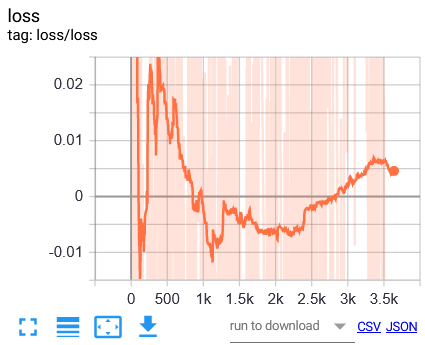 loss
tag: loss/loss
0.02
0.01
0
-0.01
0 500 1k 1.5k 2k 2.5k 3k 3.5k
run to download CSV JSON